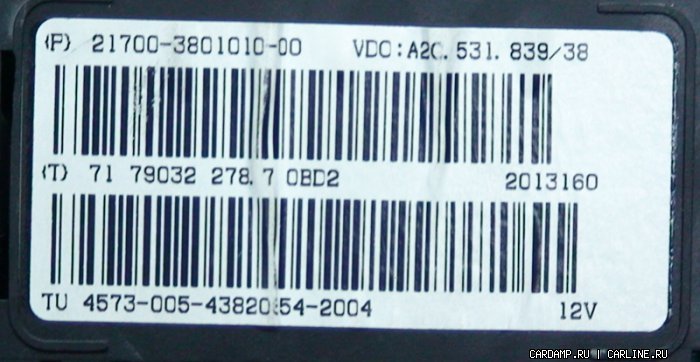 (P) 21700-3801010-00 VDO:A2C.531.839/38
(T) 71 79032 278.7 OBD2 2013160
TU 4573-005-43820654-2004 12V
CARDAMP.RU | CARLINE.RU